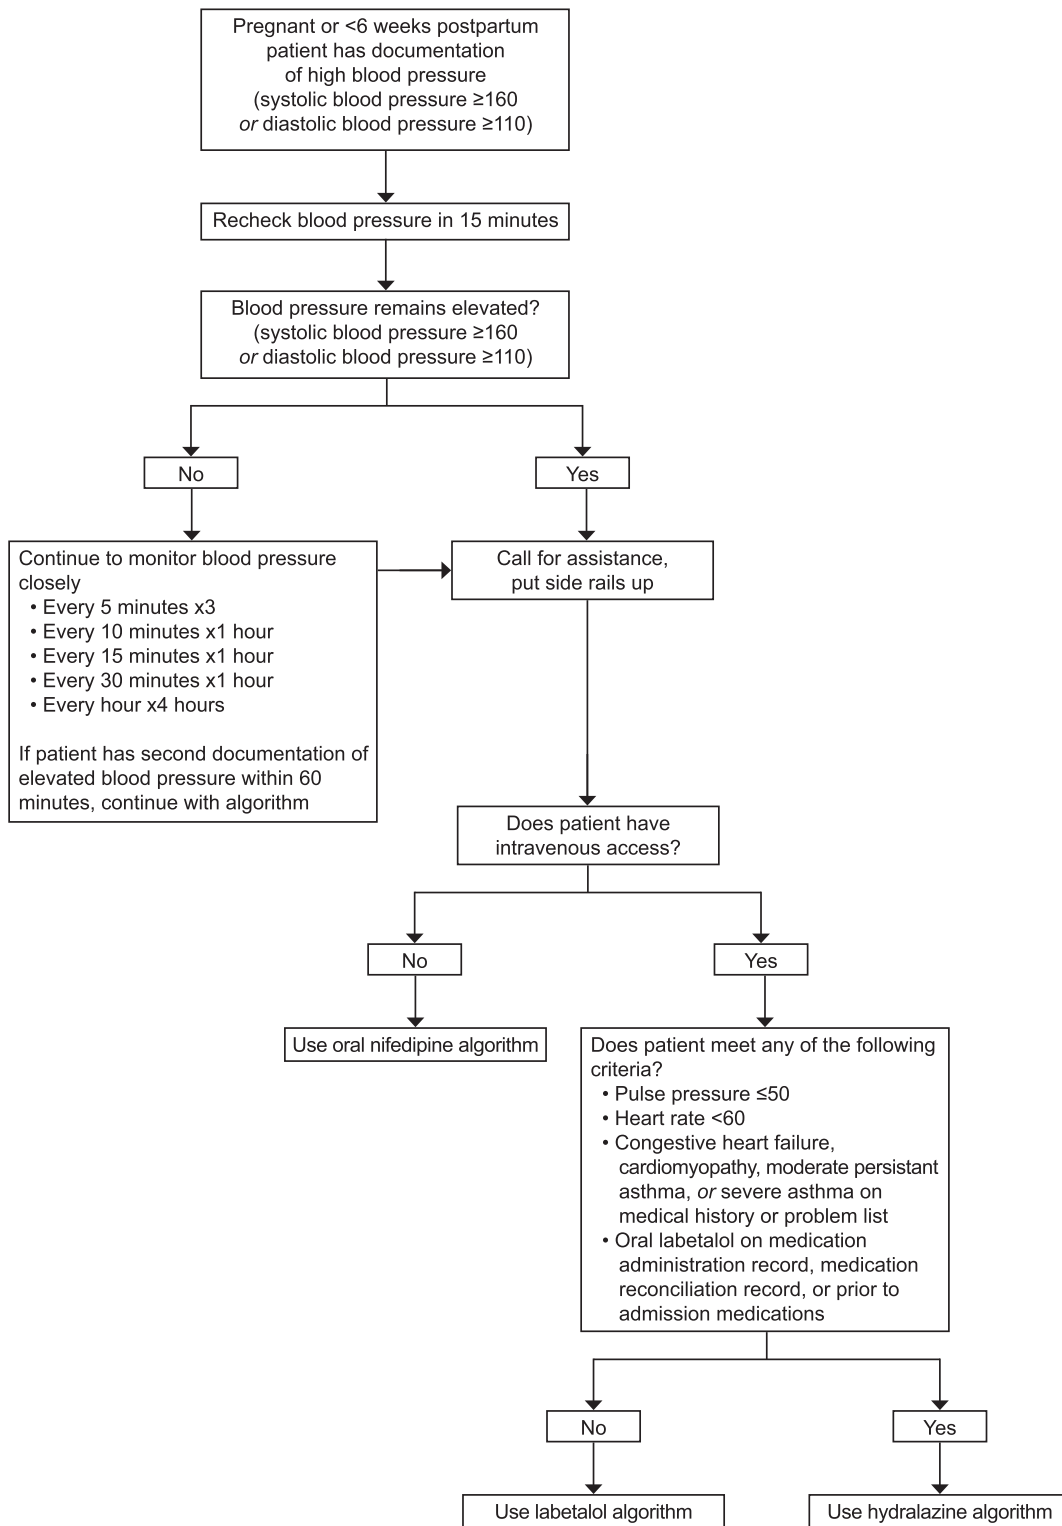 Pregnant or <6 weeks postpartum
patient has documentation
of high blood pressure
(systolic blood pressure ≥160
or diastolic blood pressure ≥110)
Recheck blood pressure in 15 minutes
Blood pressure remains elevated?
(systolic blood pressure ≥160
or diastolic blood pressure ≥110)
No
Yes
Continue to monitor blood pressure
closely
• Every 5 minutes x3
• Every 10 minutes x1 hour
• Every 15 minutes x1 hour
• Every 30 minutes x1 hour
• Every hour x4 hours
If patient has second documentation of
elevated blood pressure within 60
minutes, continue with algorithm
Call for assistance,
put side rails up
Does patient have
intravenous access?
No
Yes
Use oral nifedipine algorithm
Does patient meet any of the following
criteria?
• Pulse pressure ≤50
• Heart rate <60
• Congestive heart failure,
cardiomyopathy, moderate persistant
asthma, or severe asthma on
medical history or problem list
• Oral labetalol on medication
administration record, medication
reconciliation record, or prior to
admission medications
No
Yes
Use labetalol algorithm
Use hydralazine algorithm